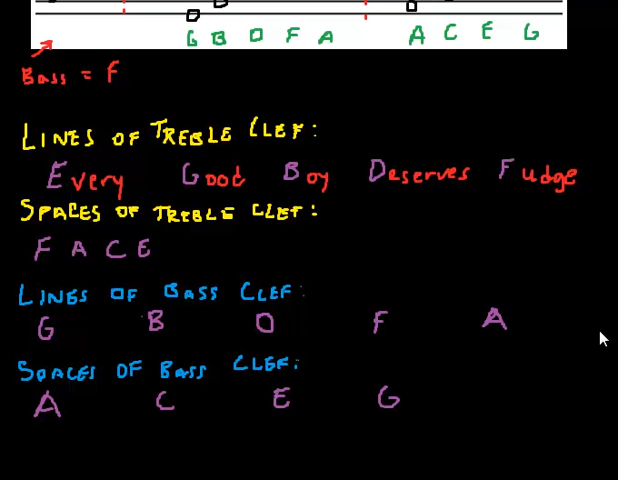 G B D F A A C E G
Bass = F
LINES OF TREBLE CLEF:
Every Good Boy Deserves Fudge
SPACES OF TREBLE CLEF:
F A C E
LINES OF BASS CLEF:
G B D F A
SPACES OF BASS CLEF:
A C E G